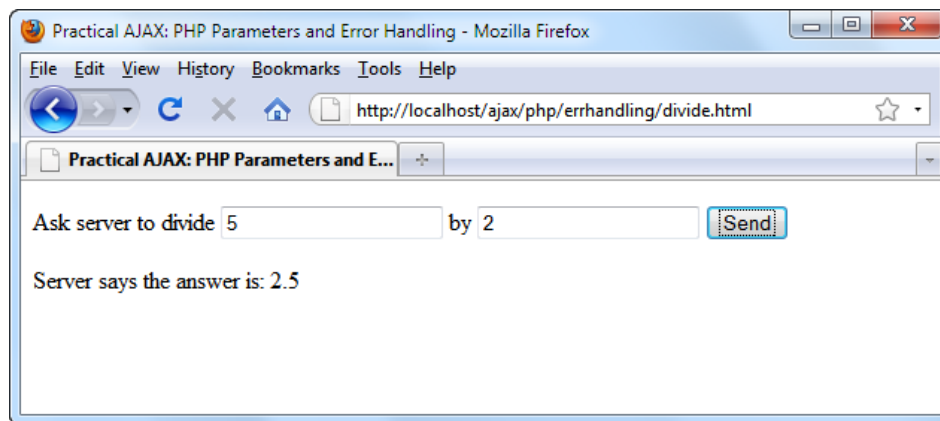 Practical AJAX: PHP Parameters and Error Handling - Mozilla Firefox
File Edit View History Bookmarks Tools Help
http://localhost/ajax/php/errhandling/divide.html
Practical AJAX: PHP Parameters and E...
Ask server to divide 5 by 2 Send
Server says the answer is: 2.5